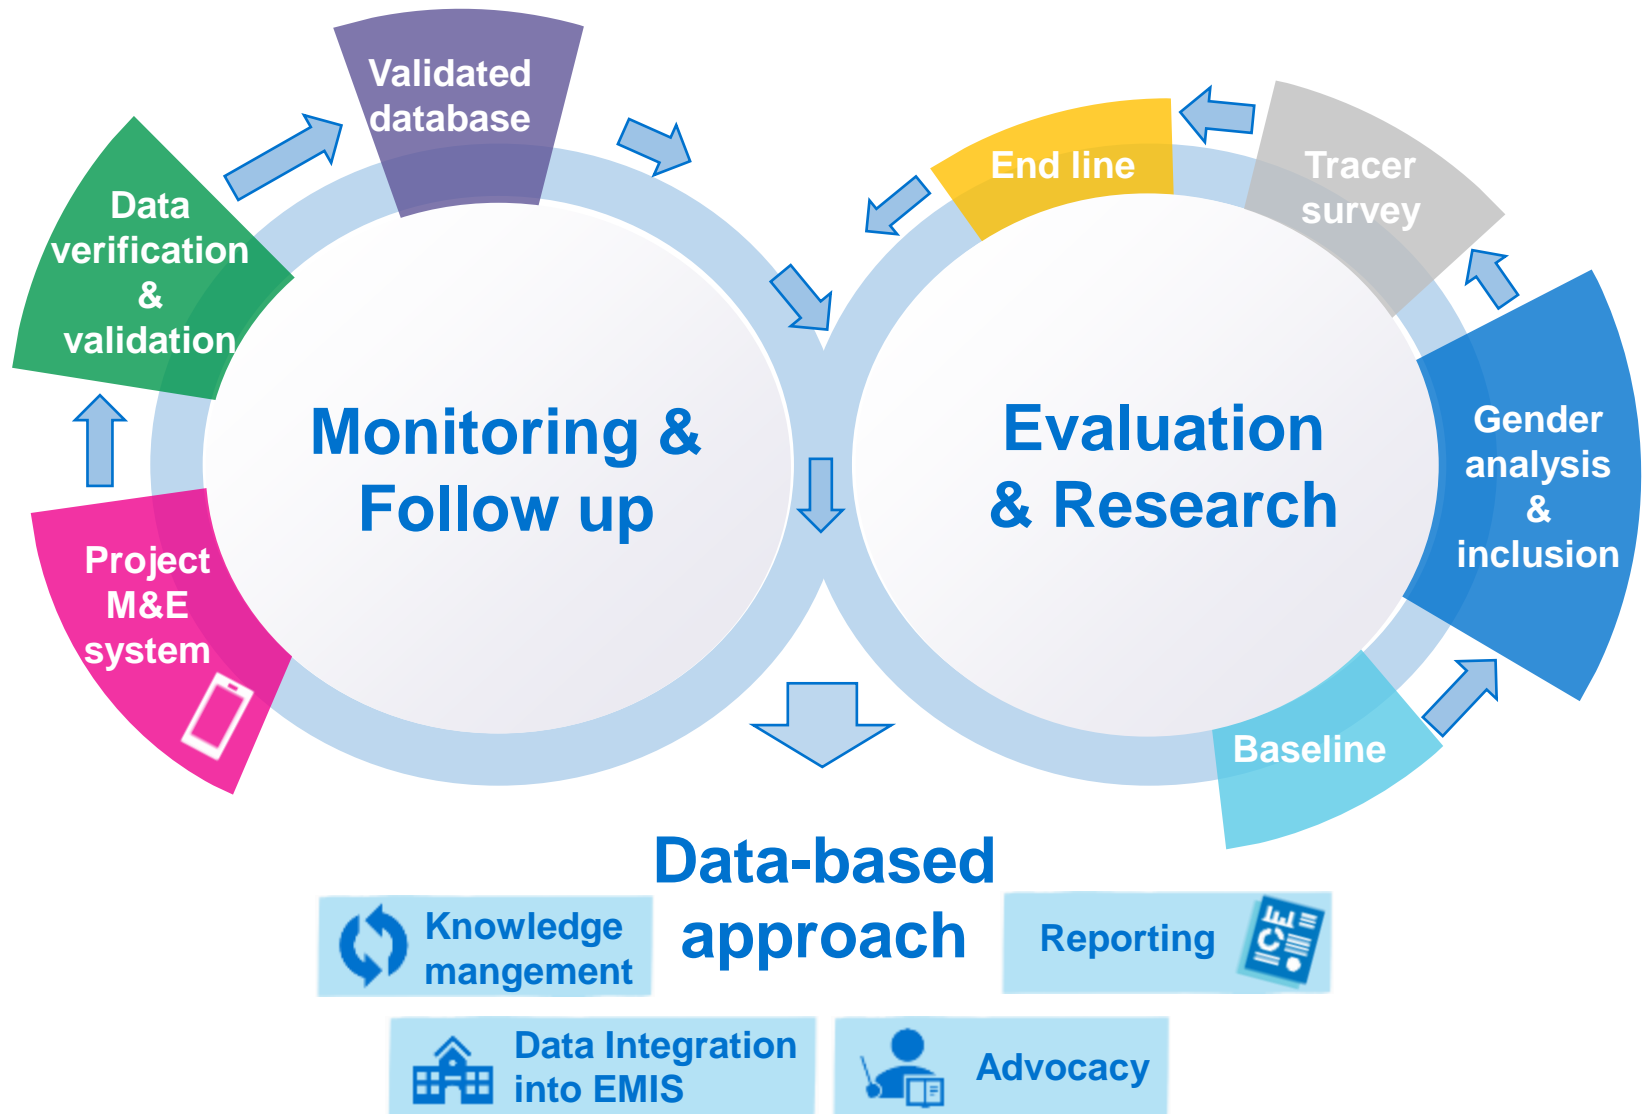 Validated
database
Data
verification
&
validation
Project
M&E
system
Monitoring &
Follow up
End line
Tracer
survey
Gender
analysis
&
inclusion
Baseline
Evaluation
& Research
Data-based
approach
Knowledge
mangement
Reporting
Data Integration
into EMIS
Advocacy